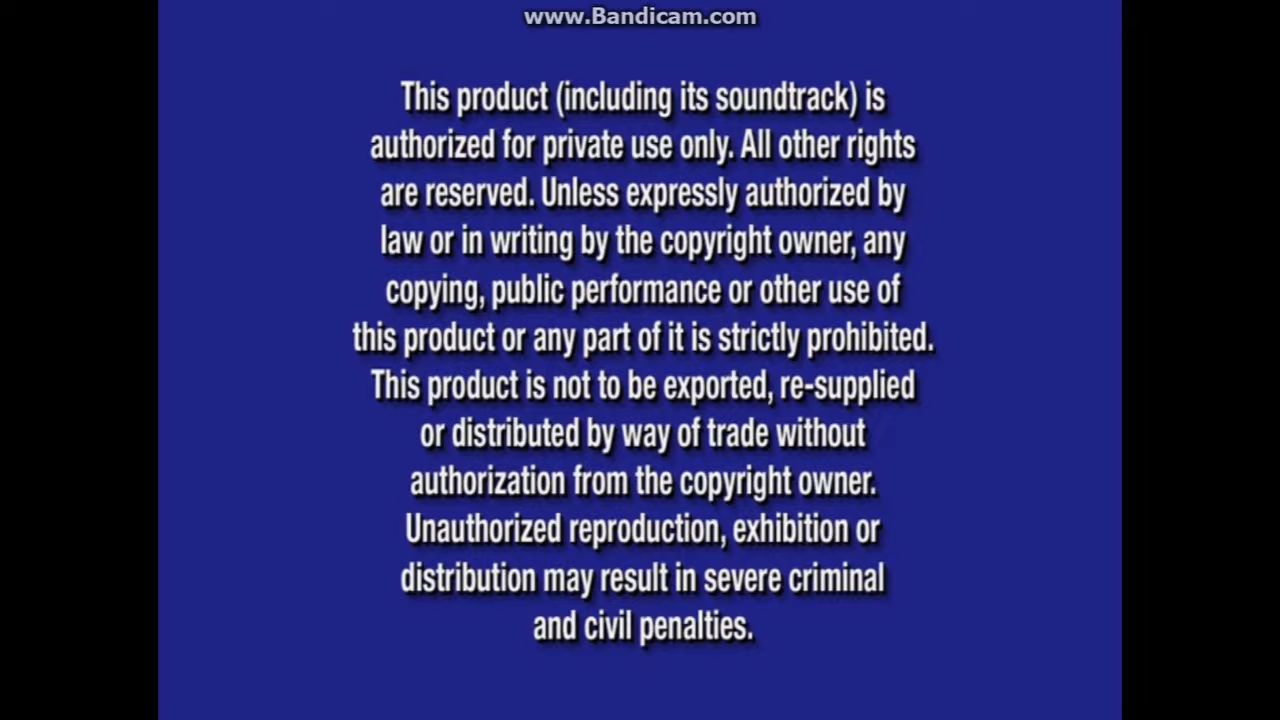 www.Bandicam.com
This product (including its soundtrack) is
authorized for private use only. All other rights
are reserved. Unless expressly authorized by
law or in writing by the copyright owner, any
copying, public performance or other use of
this product or any part of it is strictly prohibited.
This product is not to be exported, re-supplied
or distributed by way of trade without
authorization from the copyright owner.
Unauthorized reproduction, exhibition or
distribution may result in severe criminal
and civil penalties.